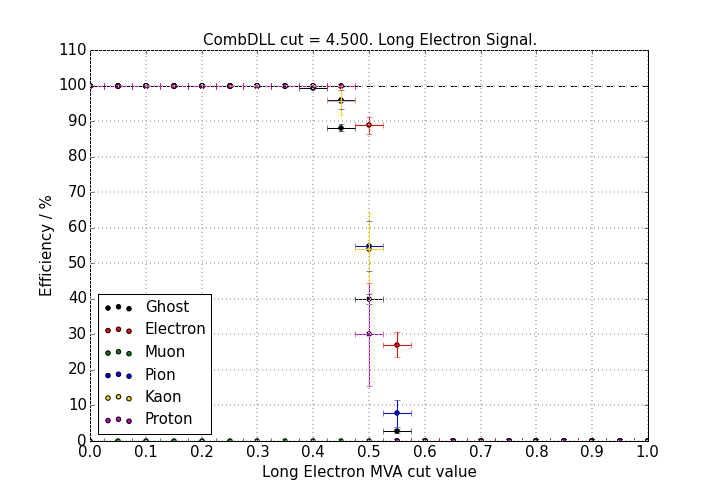 CombDLL cut = 4.500. Long Electron Signal.
110
100
90
80
70
60
50
40
30
20
10
0
Efficiency / %
Ghost
Electron
Muon
Pion
Kaon
Proton
0.0 0.1 0.2 0.3 0.4 0.5 0.6 0.7 0.8 0.9 1.0
Long Electron MVA cut value